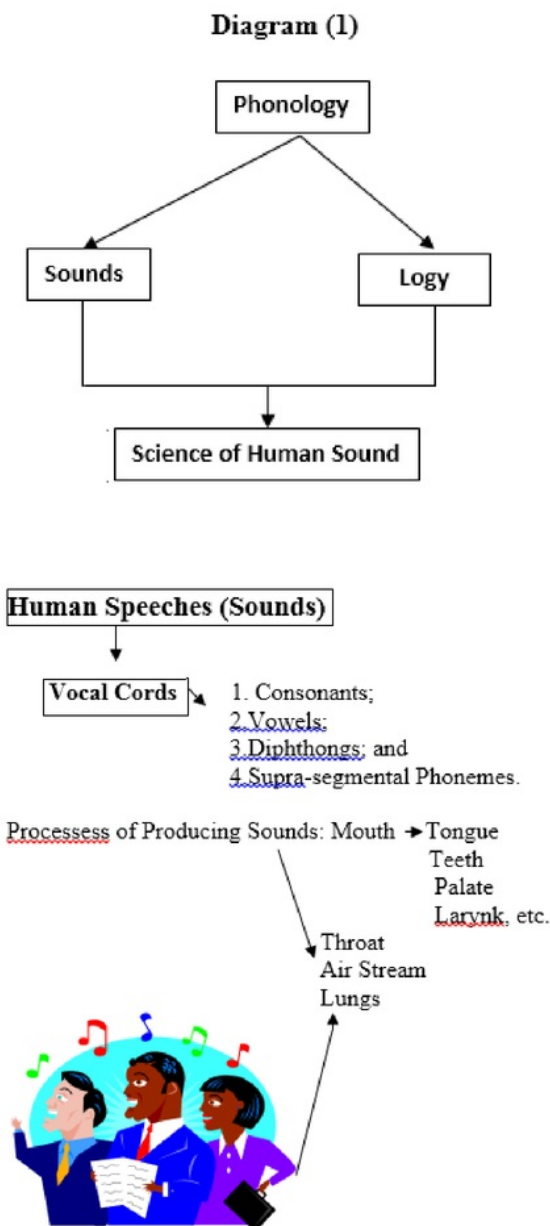 Diagram (1)
Phonology
Sounds
Logy
Science of Human Sound
Human Speeches (Sounds)
Vocal Cords
1. Consonants;
2.Vowels;
3.Diphthongs; and
4.Supra-segmental Phonemes.
Processess of Producing Sounds: Mouth → Tongue
Teeth
Palate
Larynk, etc.
Throat
Air Stream
Lungs